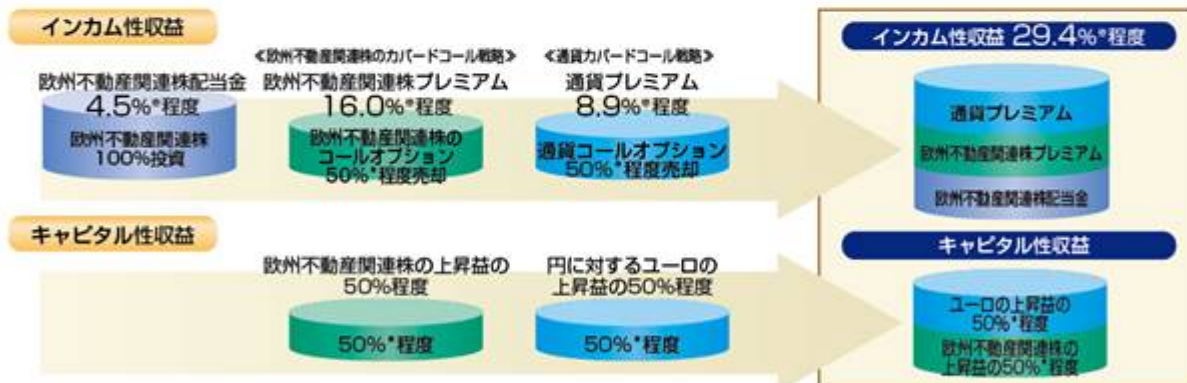 インカム性収益
欧州不動産関連株配当金
4.5%*程度
欧州不動産関連株
100%投資
≪欧州不動産関連株のカバードコール戦略≫
欧州不動産関連株プレミアム
16.0%*程度
欧州不動産関連株の
コールオプション
50%*程度売却
≪通貨カバードコール戦略≫
通貨プレミアム
8.9%*程度
通貨コールオプション
50%*程度売却
インカム性収益 29.4%*程度
通貨プレミアム
欧州不動産関連株プレミアム
欧州不動産関連株配当金
キャピタル性収益
欧州不動産関連株の上昇益の
50%程度
50%*程度
円に対するユーロの
上昇益の50%程度
50%*程度
キャピタル性収益
ユーロの上昇益の
50%*程度
欧州不動産関連株の
上昇益の50%*程度